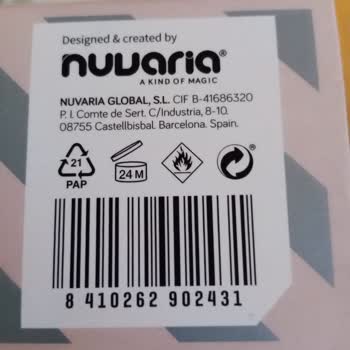 Designed & created by
nuvaria®
A KIND OF MAGIC
NUVARIA GLOBAL, S.L. CIF B-41686320
P. I. Comte de Sert. C/Industria, 8-10.
08755 Castellbisbal. Barcelona. Spain.
21
PAP
24 M
8 410262 902431